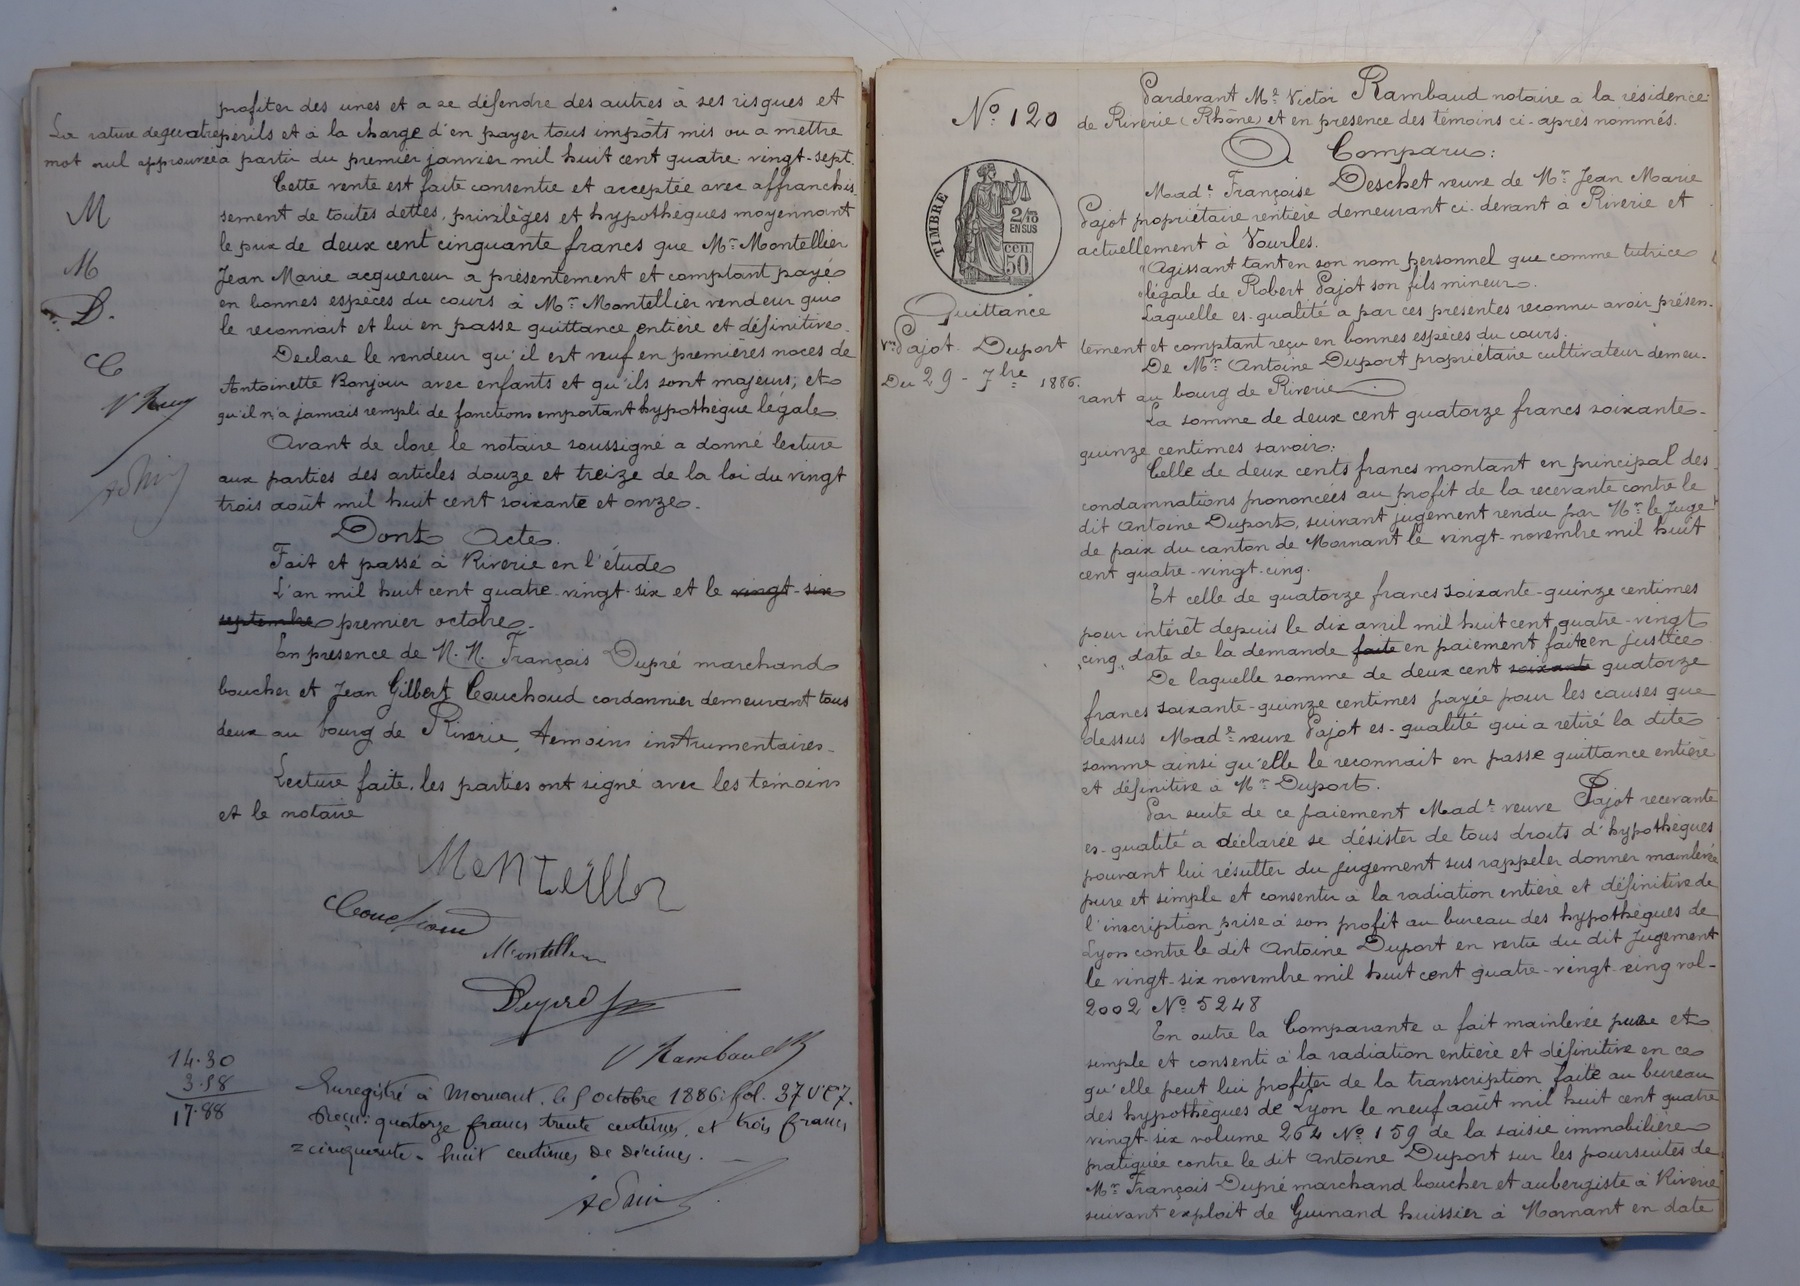 profiter des unes et a se défendre des autres à ses risques et
La rature de quatre
périls et à la charge d'en payer tous impôts mis ou a mettre
mot nul approuvée
a partir du premier janvier mil huit cent quatre-vingt-sept.
Cette vente est faite consentie et acceptée avec affranchis
sement de toutes dettes, privilèges et hypothèques moyennant
le prix de deux cent cinquante francs que Mr Montellier
Jean Marie acquereur a présentement et comptant payé
en bonnes espèces du cours à Mr Montellier vendeur qui
le reconnait et lui en passe quittance entière et définitive.
Declare le vendeur qu'il est veuf en premières noces de
Antoinette Bonjour avec enfants et qu'ils sont majeurs, et
qu'il n'a jamais rempli de fonctions emportant hypothèque légale.
Avant de clore le notaire soussigné a donné lecture
aux parties des articles douze et treize de la loi du vingt
trois août mil huit cent soixante et onze.
Dont Acte.
Fait et passé à Riverie en l'étude
L'an mil huit cent quatre-vingt-six et le vingt-six
septembre premier octobre.
En presence de M.M. François Dupré marchand
boucher et Jean Gilbert Couchoud cordonnier demeurant tous
deux au bourg de Riverie, témoins instrumentaires.
Lecture faite, les parties ont signé avec les témoins
et le notaire
M
M
D.
C
V Ram
Monteillier
Couchoud
Montellier
Dupré
V Rambaud
14.30
3.58
17.88
Enregistré à Mornant, le 5 octobre 1886: fol. 37 V° C 7.
Reçu: quatorze francs trente centimes, et trois francs
=cinquante-huit centimes de décimes.
No 120
TIMBRE
2/10
EN SUS
50
cen
Quittance
Vve Pajot - Duport
Du 29 - 7bre 1886.
Pardevant Me Victor Rambaud notaire à la résidence
de Riverie (Rhône) et en présence des témoins ci-après nommés.
A Comparu:
Made Françoise Deschet veuve de Mr Jean Marie
Pajot propriétaire rentière demeurant ci-devant à Riverie et
actuellement à Vourles.
Agissant tant en son nom personnel que comme tutrice
légale de Robert Pajot son fils mineur.
Laquelle es-qualité a par ces présentes reconnu avoir présen-
tement et comptant reçu en bonnes espèces du cours.
De Mr Antoine Duport propriétaire cultivateur demeu-
rant au bourg de Riverie
La somme de deux cent quatorze francs soixante-
quinze centimes savoir:
Celle de deux cents francs montant en principal des
condamnations prononcées au profit de la recevante contre le
dit Antoine Duport, suivant jugement rendu par Mr le Juge
de paix du canton de Mornant le vingt-novembre mil huit
cent quatre-vingt-cinq.
Et celle de quatorze francs soixante-quinze centimes
pour intérêt depuis le dix avril mil huit cent quatre-vingt
cinq, date de la demande faite en paiement faite en justice
De laquelle somme de deux cent soixante quatorze
francs soixante-quinze centimes payée pour les causes que
dessus Made veuve Pajot es-qualité qui a retiré la dite
somme ainsi qu'elle le reconnait en passe quittance entière
et définitive à Mr Duport.
Par suite de ce paiement Made veuve Pajot recevante
es-qualité a déclarée se désister de tous droits d'hypothèques
pouvant lui résulter du jugement sus rappeler donner mainlevée
pure et simple et consentir à la radiation entière et définitive de
l'inscription prise à son profit au bureau des hypothèques de
Lyon contre le dit Antoine Duport en vertu du dit Jugement
le vingt-six novembre mil huit cent quatre-vingt-cinq vol-
2002 No 5248
En outre la Comparante a fait mainlevée pure et
simple et consenti à la radiation entière et définitive en ce
qu'elle peut lui profiter de la transcription faite au bureau
des hypothèques de Lyon le neuf août mil huit cent quatre
vingt-six volume 264 No 159 de la saisie immobilière
pratiquée contre le dit Antoine Duport sur les poursuites de
Mr François Dupré marchand boucher et aubergiste à Riverie
suivant exploit de Guinand huissier à Mornant en date